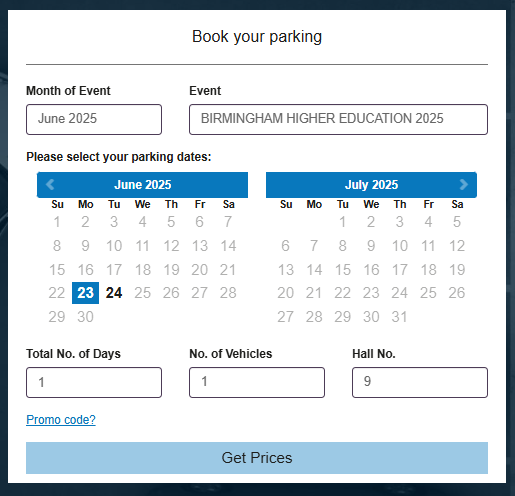 Book your parking
Month of Event Event
June 2025 BIRMINGHAM HIGHER EDUCATION 2025
Please select your parking dates:
June 2025 July 2025
Su Mo Tu We Th Fr Sa Su Mo Tu We Th Fr Sa
1 2 3 4 5 6 7 1 2 3 4 5
8 9 10 11 12 13 14 6 7 8 9 10 11 12
15 16 17 18 19 20 21 13 14 15 16 17 18 19
22 23 24 25 26 27 28 20 21 22 23 24 25 26
29 30 27 28 29 30 31
Total No. of Days No. of Vehicles Hall No.
1 1 9
Promo code?
Get Prices